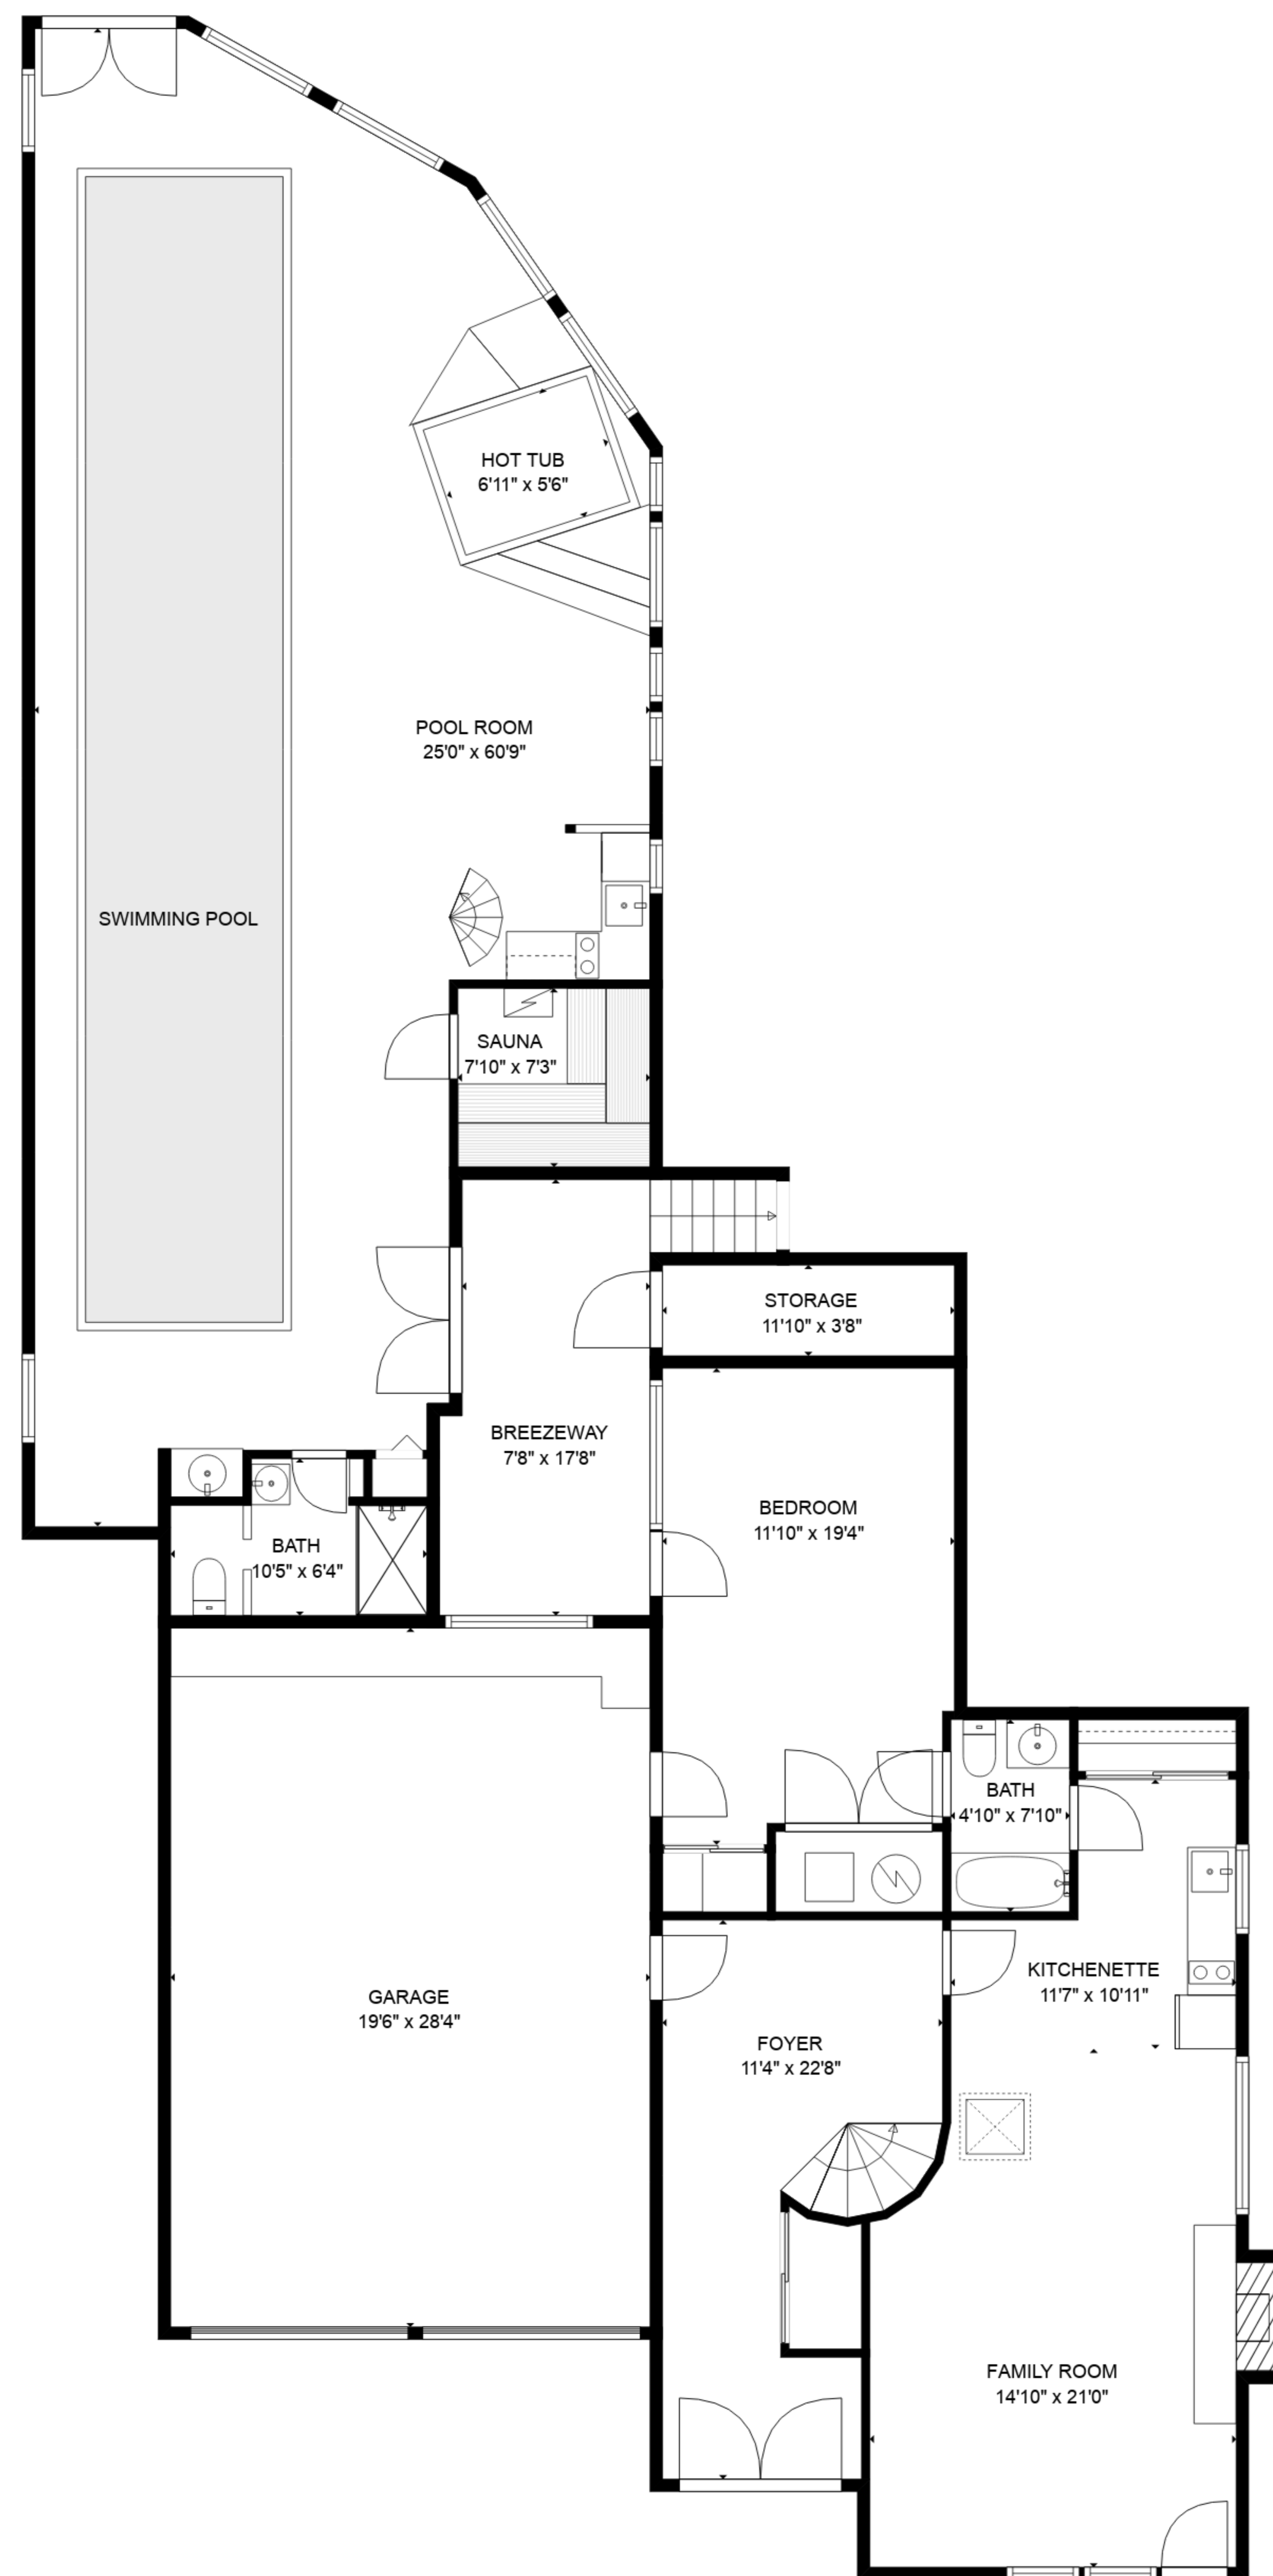 HOT TUB
6'11" x 5'6"
POOL ROOM
25'0" x 60'9"
SWIMMING POOL
SAUNA
7'10" x 7'3"
STORAGE
11'10" x 3'8"
BREEZEWAY
7'8" x 17'8"
BEDROOM
11'10" x 19'4"
BATH
10'5" x 6'4"
BATH
4'10" x 7'10"
KITCHENETTE
11'7" x 10'11"
GARAGE
19'6" x 28'4"
FOYER
11'4" x 22'8"
FAMILY ROOM
14'10" x 21'0"